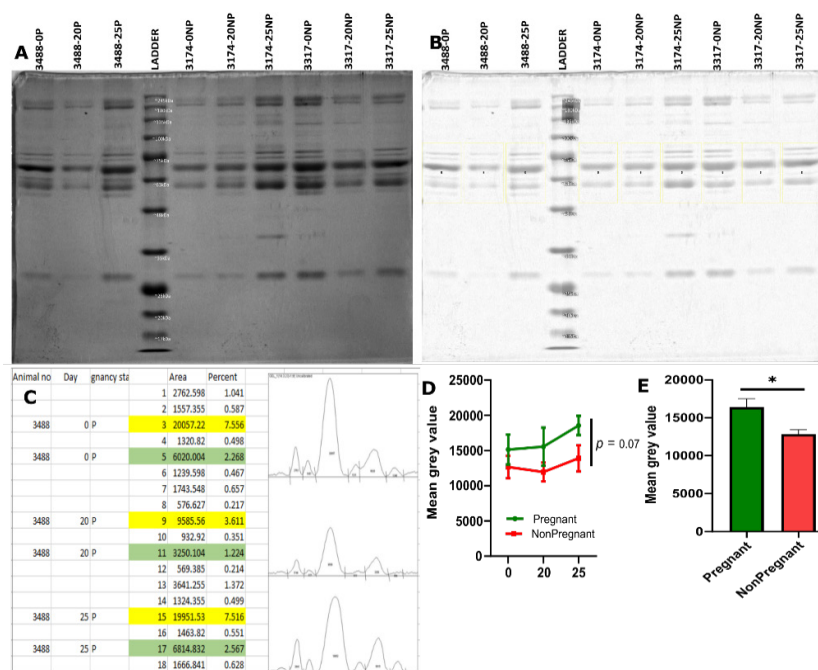 A
3488-0P
3488-20P
3488-25P
LADDER
3174-0NP
3174-20NP
3174-25NP
3317-0NP
3317-20NP
3317-25NP
B
3488-0P
3488-20P
3488-25P
LADDER
3174-0NP
3174-20NP
3174-25NP
3317-0NP
3317-20NP
3317-25NP
C
Animal no Day gnancy sta Area Percent
1 2762.598 1.041
2 1557.355 0.587
3488 0 P 3 20057.22 7.556
4 1320.82 0.498
3488 0 P 5 6020.004 2.268
6 1239.598 0.467
7 1743.548 0.657
8 576.627 0.217
3488 20 P 9 9585.56 3.611
10 932.92 0.351
3488 20 P 11 3250.104 1.224
12 569.385 0.214
13 3641.255 1.372
14 1324.355 0.499
3488 25 P 15 19951.53 7.516
16 1463.82 0.551
3488 25 P 17 6814.832 2.567
18 1666.841 0.628
D
Mean grey value
25000
20000
15000
10000
5000
0
0 20 25
p = 0.07
Pregnant
NonPregnant
E
Mean grey value
20000
15000
10000
5000
0
*
Pregnant
NonPregnant